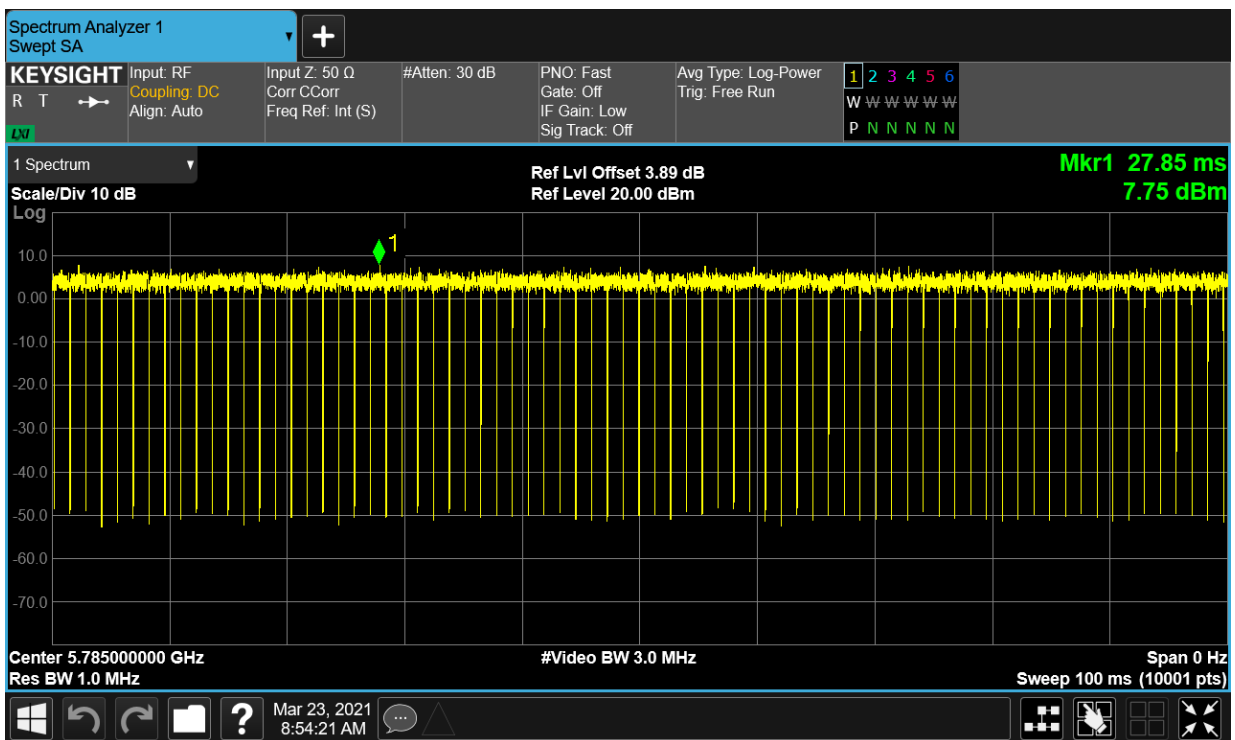 Spectrum Analyzer 1
Swept SA
KEYSIGHT
R T
LXI
Input: RF
Coupling: DC
Align: Auto
Input Z: 50 Ω
Corr CCorr
Freq Ref: Int (S)
#Atten: 30 dB
PNO: Fast
Gate: Off
IF Gain: Low
Sig Track: Off
Avg Type: Log-Power
Trig: Free Run
1 2 3 4 5 6
W W W W W W
P N N N N N
1 Spectrum
Scale/Div 10 dB
Log
Ref Lvl Offset 3.89 dB
Ref Level 20.00 dBm
Mkr1 27.85 ms
7.75 dBm
1
10.0
0.00
-10.0
-20.0
-30.0
-40.0
-50.0
-60.0
-70.0
Center 5.785000000 GHz
Res BW 1.0 MHz
#Video BW 3.0 MHz
Span 0 Hz
Sweep 100 ms (10001 pts)
?
Mar 23, 2021
8:54:21 AM